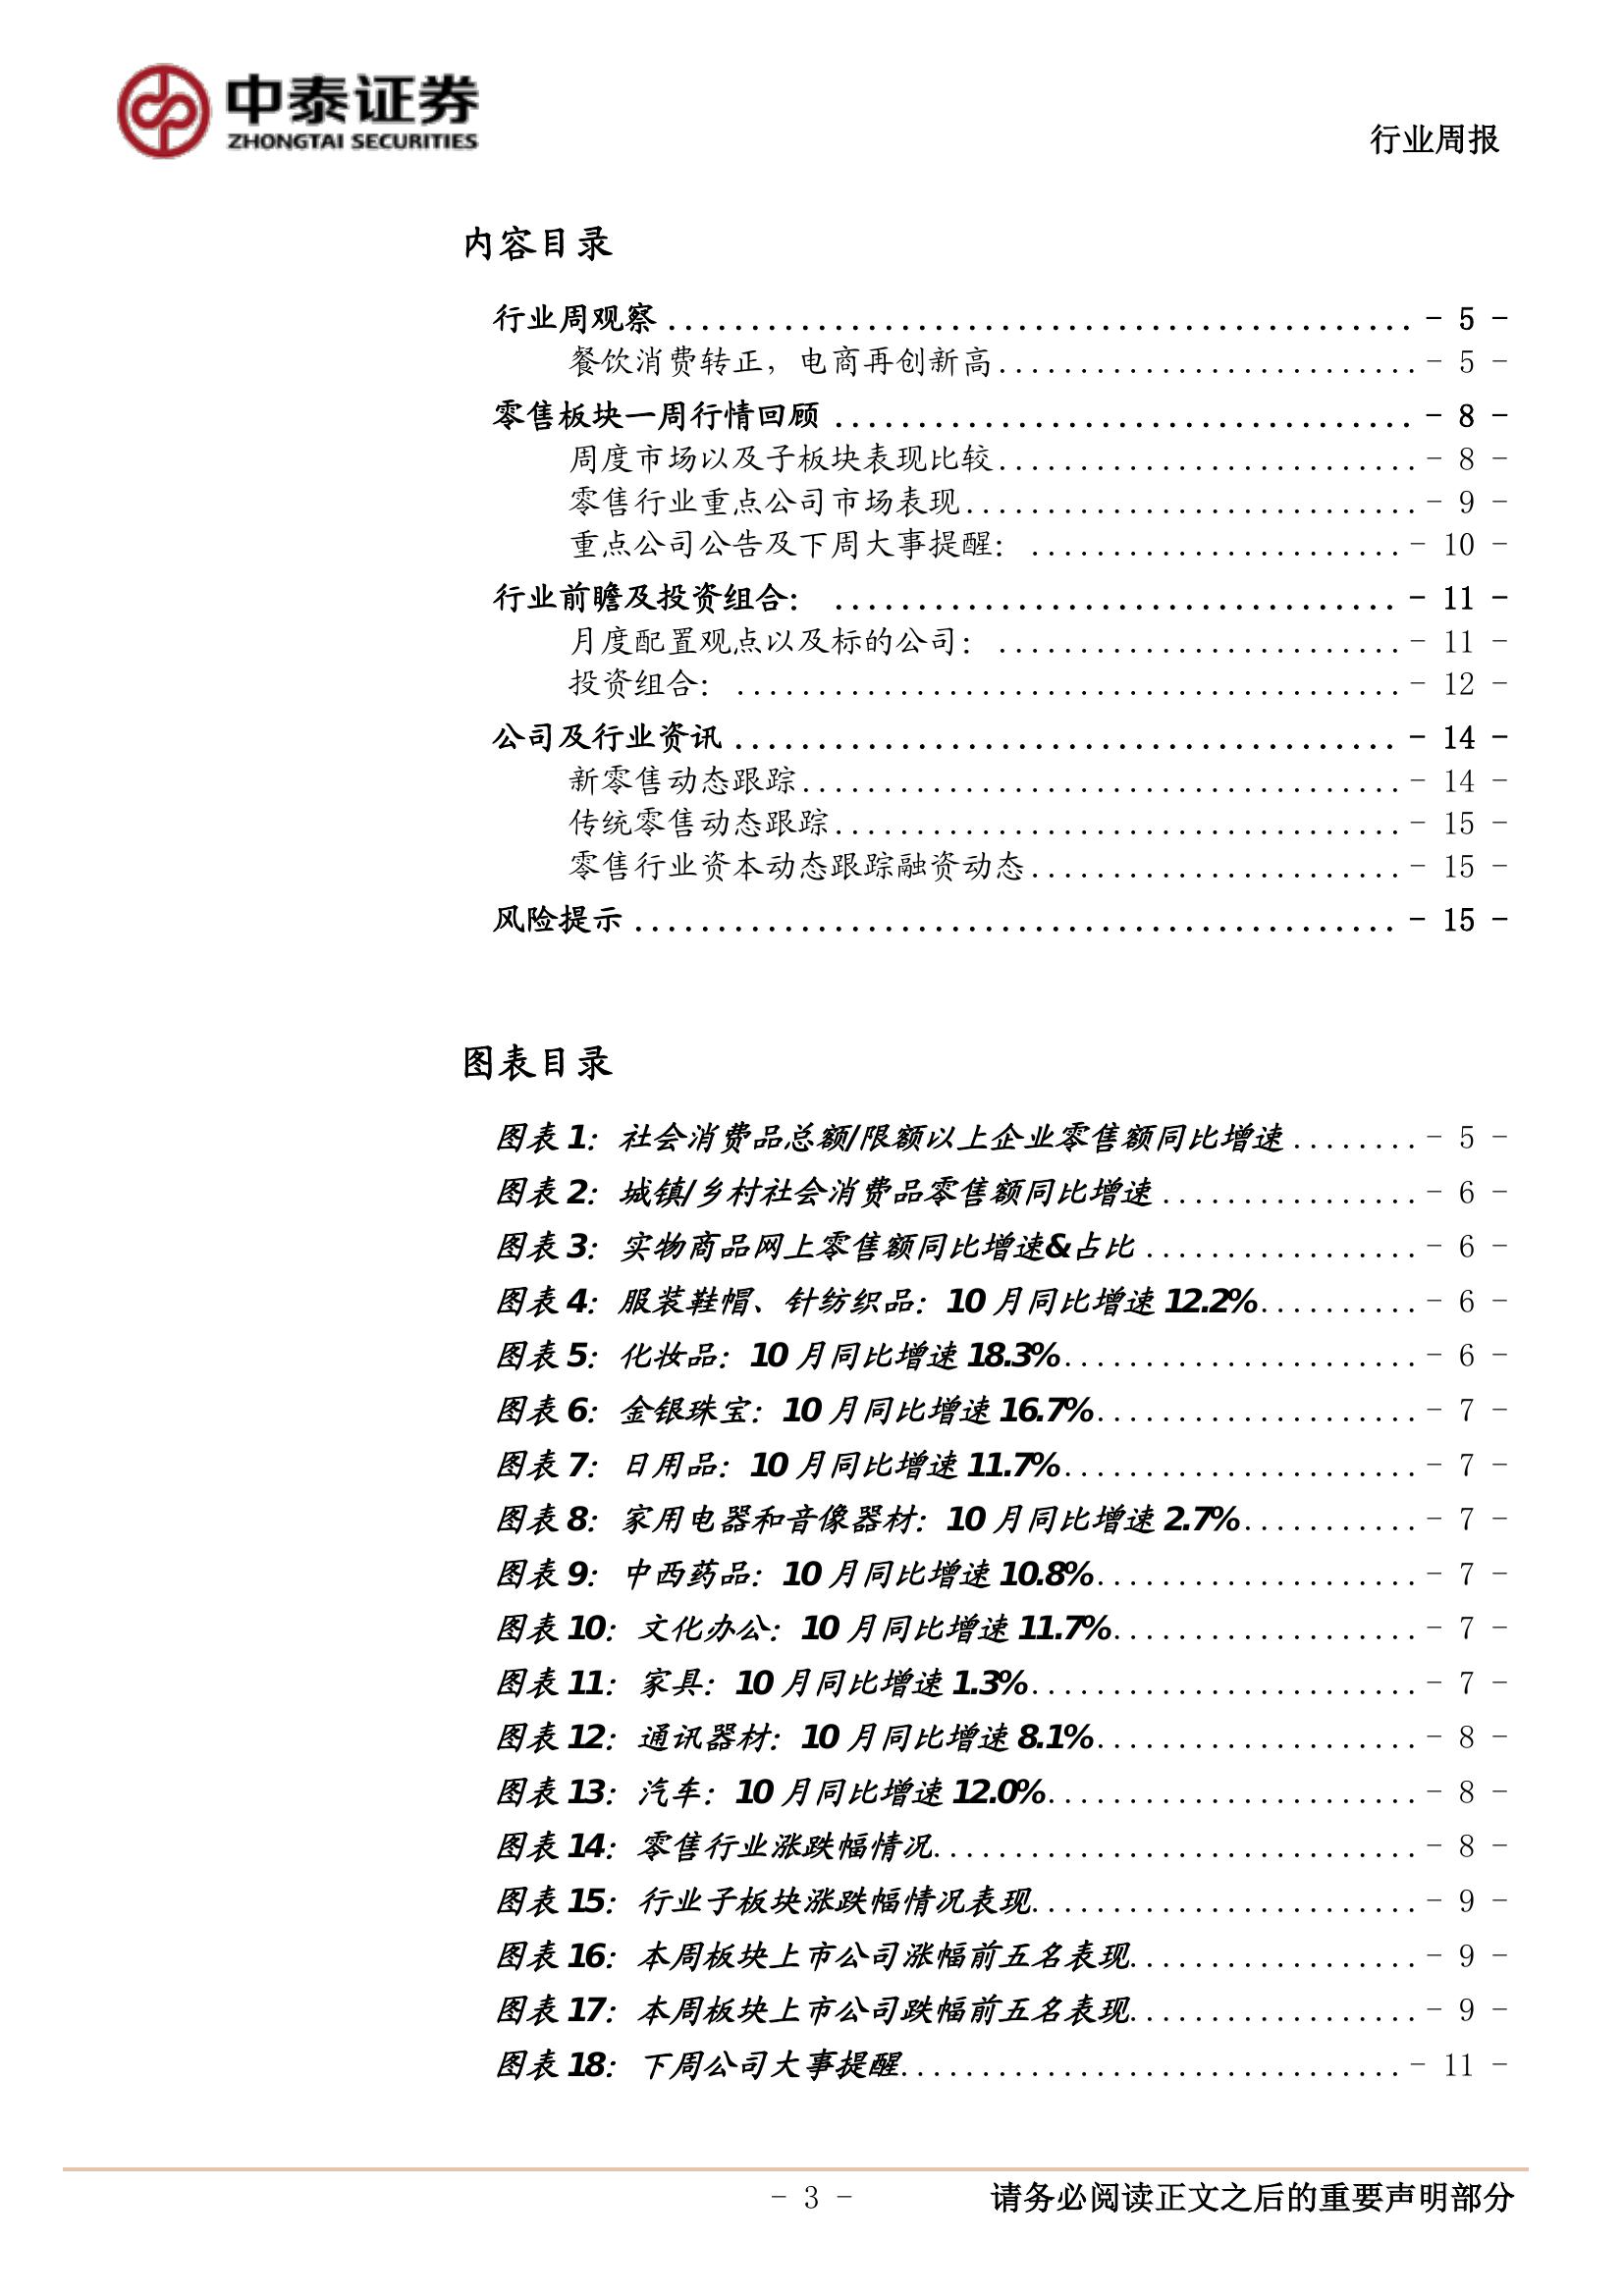 中泰证券
ZHONGTAI SECURITIES
行业周报
内容目录
行业周观察 ............................................. - 5 -
餐饮消费转正，电商再创新高.......................... - 5 -
零售板块一周行情回顾 ................................... - 8 -
周度市场以及子板块表现比较.......................... - 8 -
零售行业重点公司市场表现............................ - 9 -
重点公司公告及下周大事提醒： ....................... - 10 -
行业前瞻及投资组合： .................................. - 11 -
月度配置观点以及标的公司： ......................... - 11 -
投资组合： ......................................... - 12 -
公司及行业资讯 ........................................ - 14 -
新零售动态跟踪..................................... - 14 -
传统零售动态跟踪................................... - 15 -
零售行业资本动态跟踪融资动态....................... - 15 -
风险提示 .............................................. - 15 -
图表目录
图表 1：社会消费品总额/限额以上企业零售额同比增速 ........ - 5 -
图表 2：城镇/乡村社会消费品零售额同比增速 ................ - 6 -
图表 3：实物商品网上零售额同比增速&占比 ................. - 6 -
图表 4：服装鞋帽、针纺织品：10 月同比增速 12.2%.......... - 6 -
图表 5：化妆品：10 月同比增速 18.3%...................... - 6 -
图表 6：金银珠宝：10 月同比增速 16.7%.................... - 7 -
图表 7：日用品：10 月同比增速 11.7%...................... - 7 -
图表 8：家用电器和音像器材：10 月同比增速 2.7%........... - 7 -
图表 9：中西药品：10 月同比增速 10.8%.................... - 7 -
图表 10：文化办公：10 月同比增速 11.7%................... - 7 -
图表 11：家具：10 月同比增速 1.3%........................ - 7 -
图表 12：通讯器材：10 月同比增速 8.1%.................... - 8 -
图表 13：汽车：10 月同比增速 12.0%....................... - 8 -
图表 14：零售行业涨跌幅情况.............................. - 8 -
图表 15：行业子板块涨跌幅情况表现........................ - 9 -
图表 16：本周板块上市公司涨幅前五名表现.................. - 9 -
图表 17：本周板块上市公司跌幅前五名表现.................. - 9 -
图表 18：下周公司大事提醒............................... - 11 -
- 3 -
请务必阅读正文之后的重要声明部分